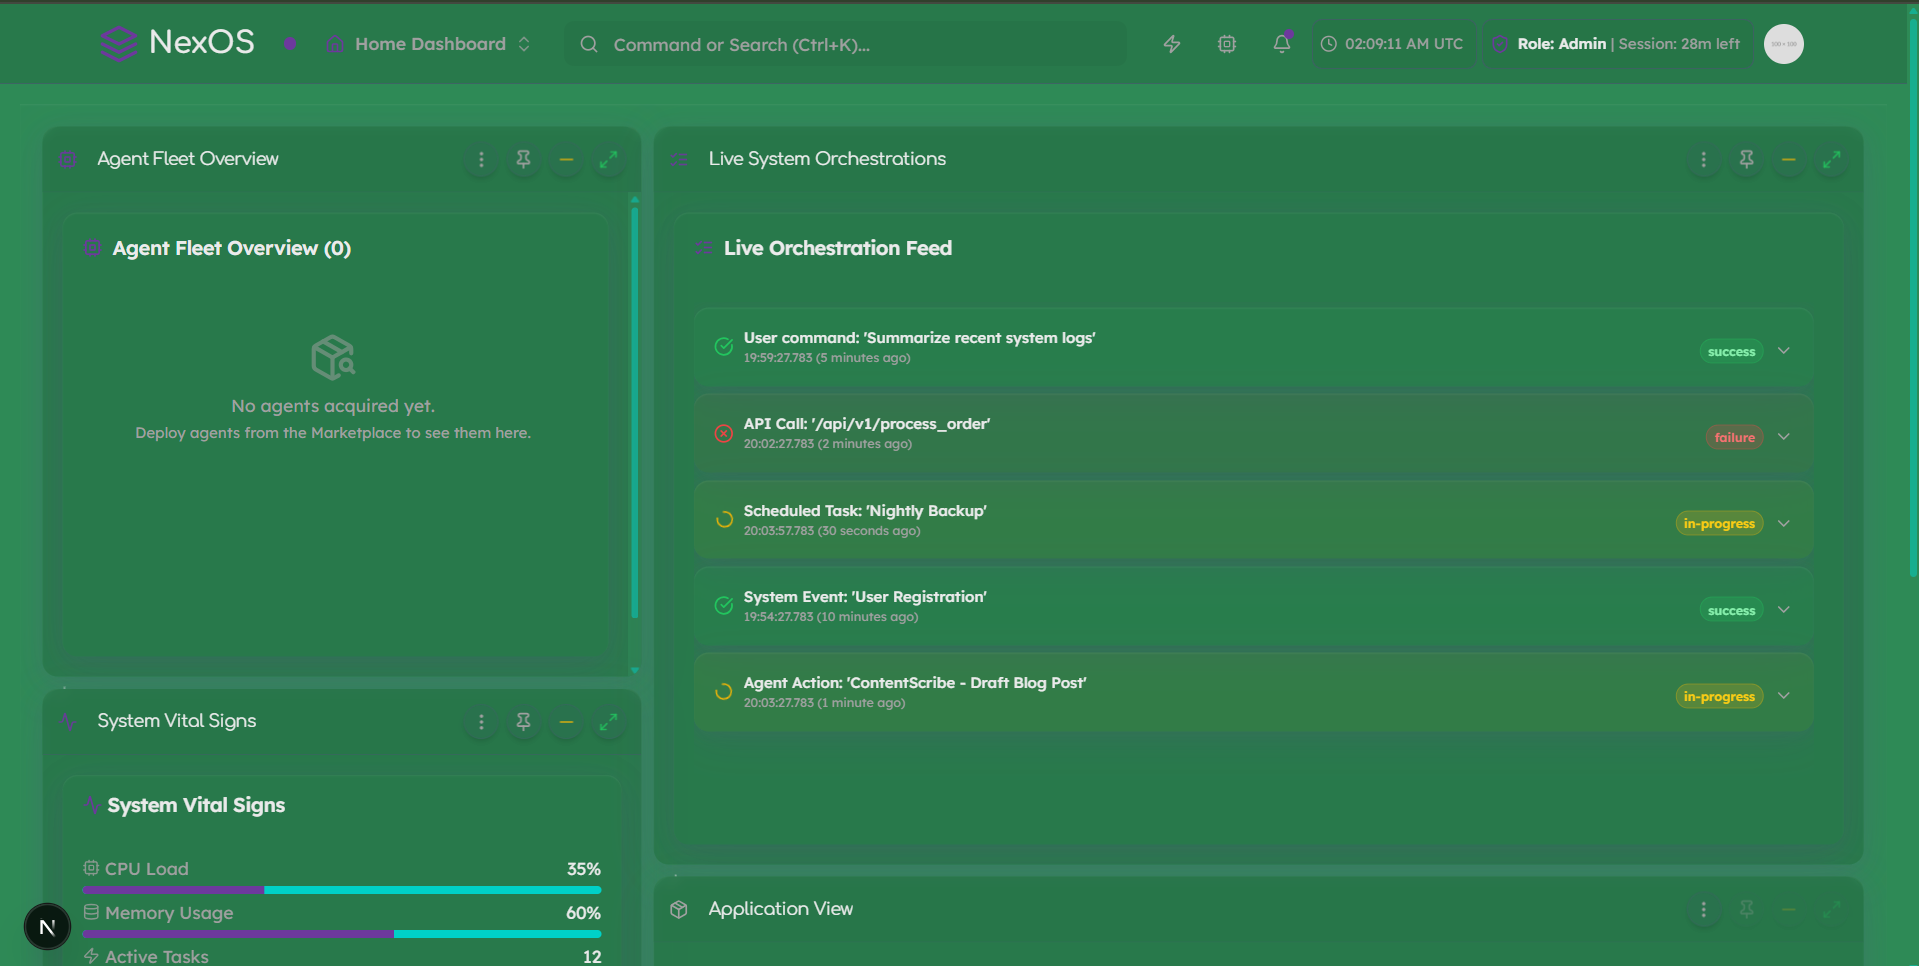 NexOS
Home Dashboard
Command or Search (Ctrl+K)...
02:09:11 AM UTC
Role: Admin | Session: 28m left
100 × 100
Agent Fleet Overview
Agent Fleet Overview (0)
No agents acquired yet.
Deploy agents from the Marketplace to see them here.
System Vital Signs
System Vital Signs
CPU Load 35%
Memory Usage 60%
Active Tasks 12
N
Live System Orchestrations
Live Orchestration Feed
User command: 'Summarize recent system logs'
19:59:27.783 (5 minutes ago)
success
API Call: '/api/v1/process_order'
20:02:27.783 (2 minutes ago)
failure
Scheduled Task: 'Nightly Backup'
20:03:57.783 (30 seconds ago)
in-progress
System Event: 'User Registration'
19:54:27.783 (10 minutes ago)
success
Agent Action: 'ContentScribe - Draft Blog Post'
20:03:27.783 (1 minute ago)
in-progress
Application View